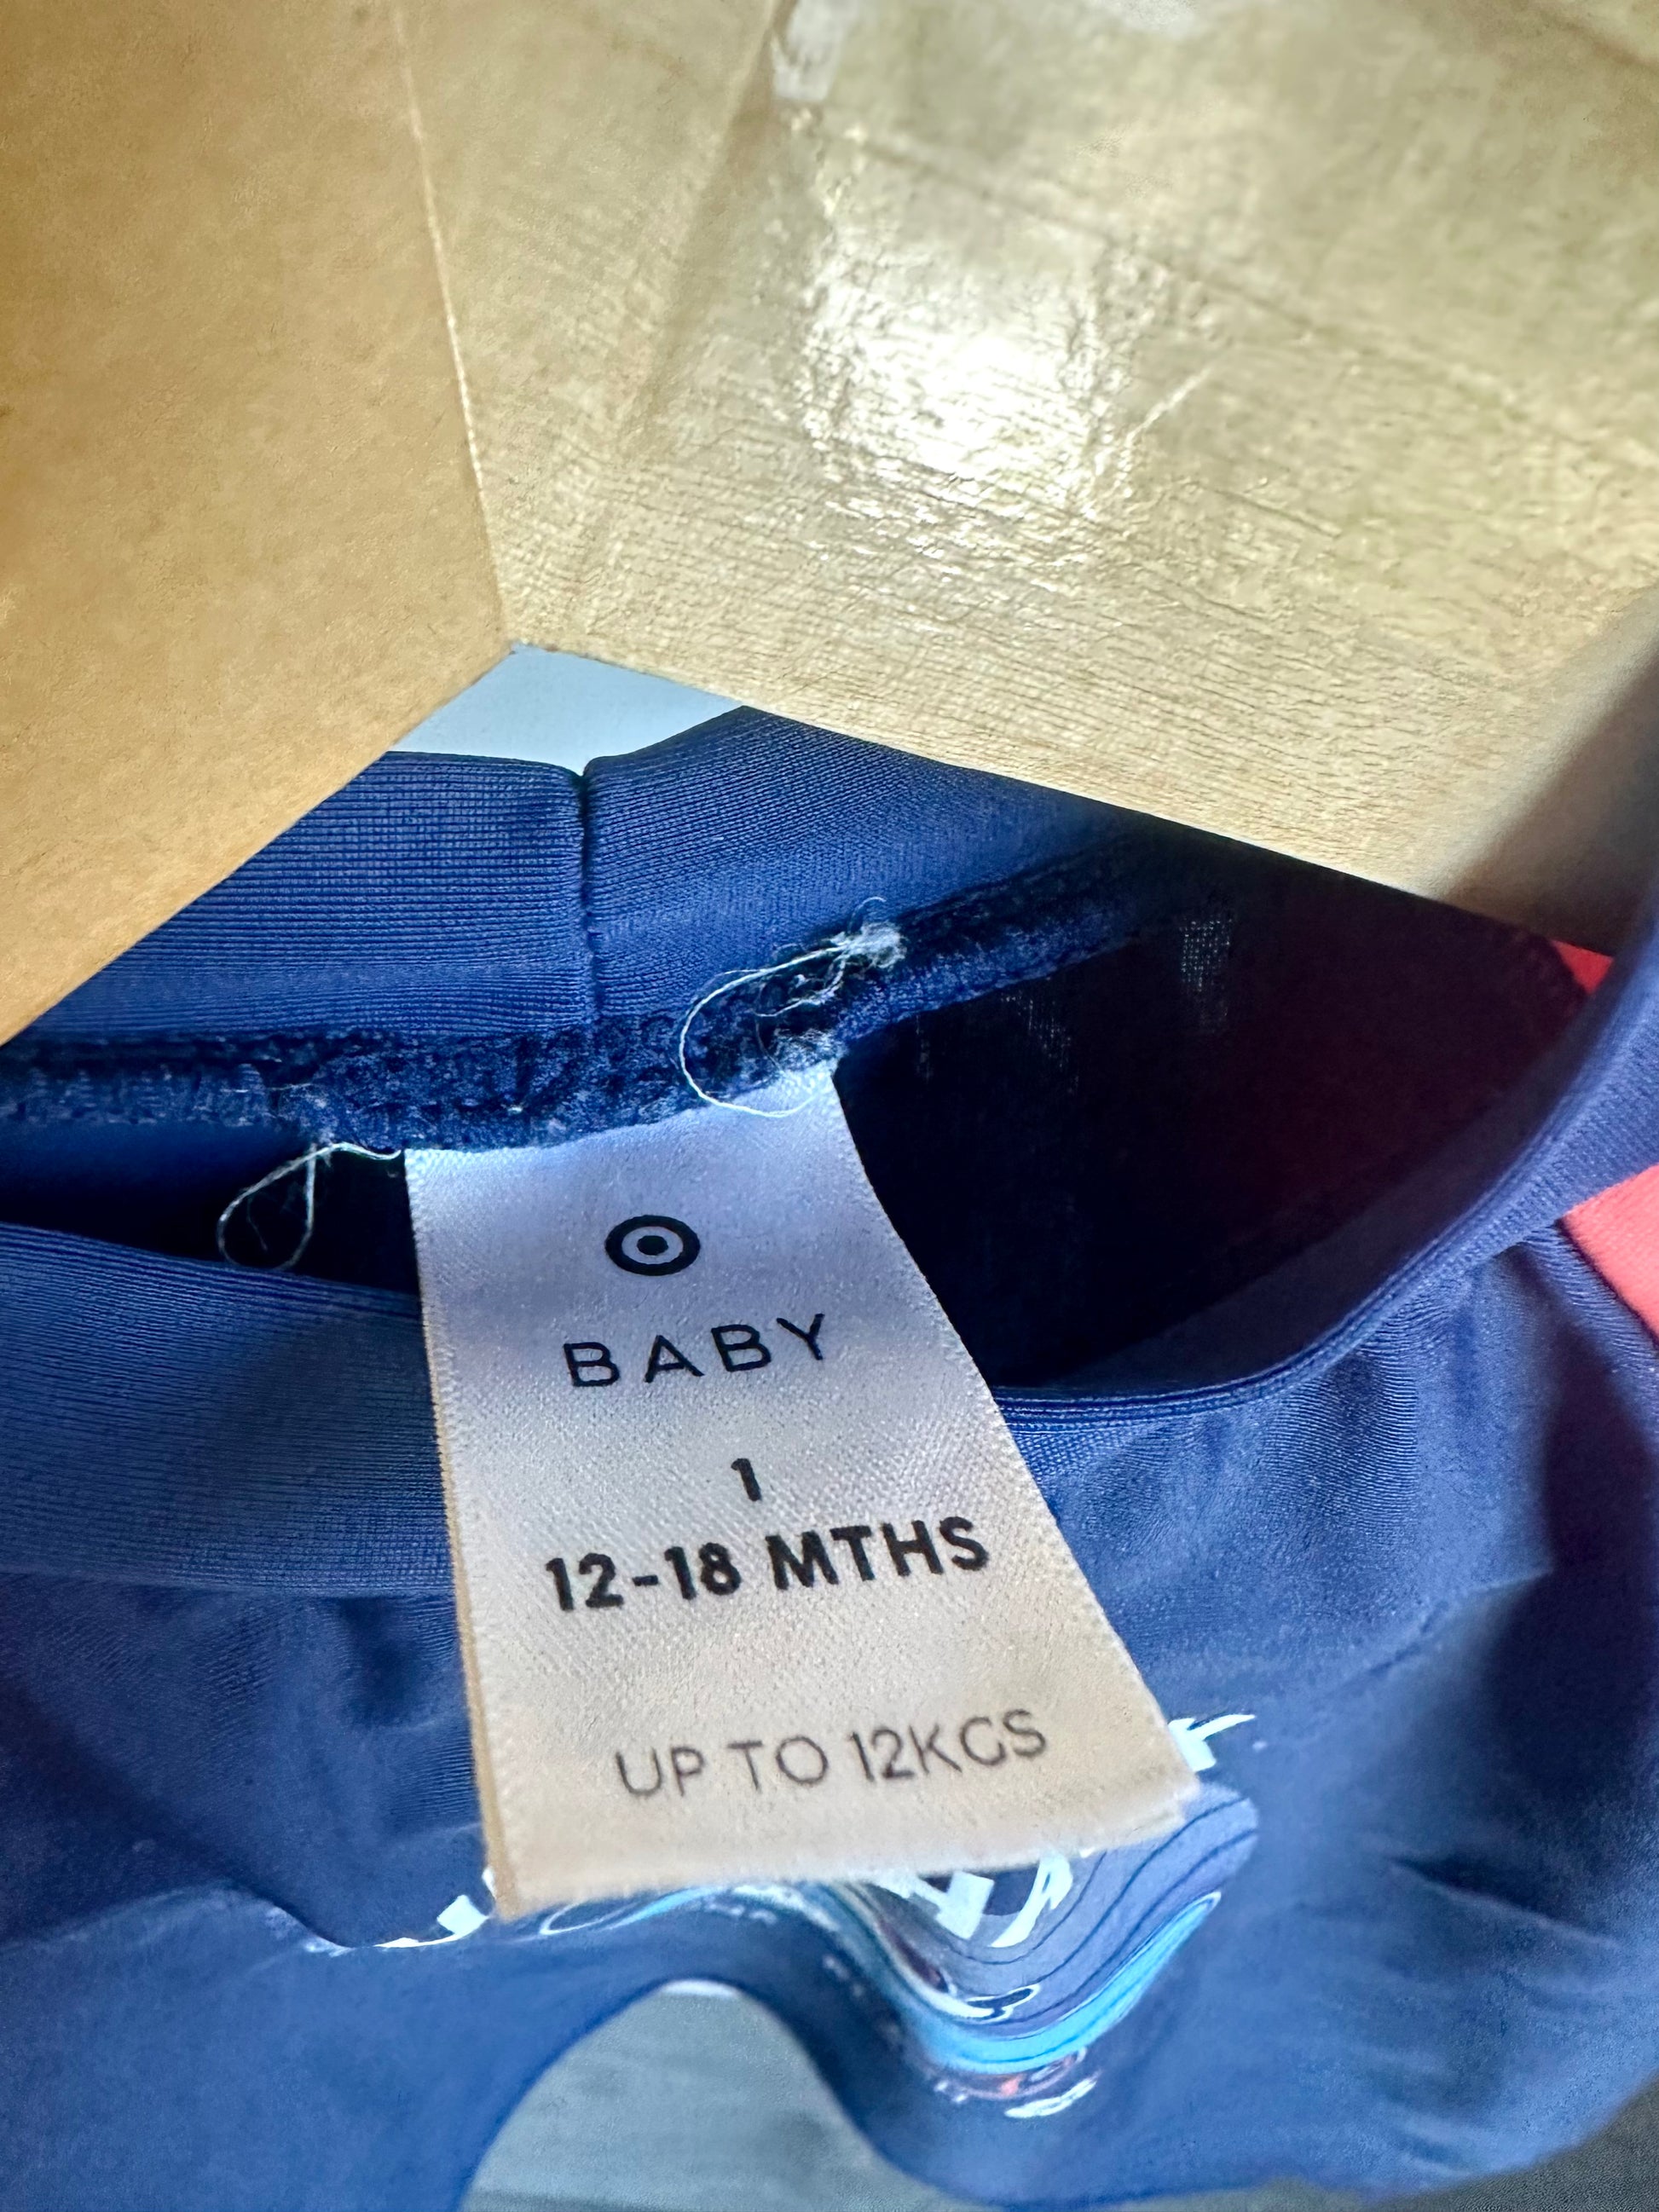 BABY
1
12-18 MTHS
UP TO 12KGS